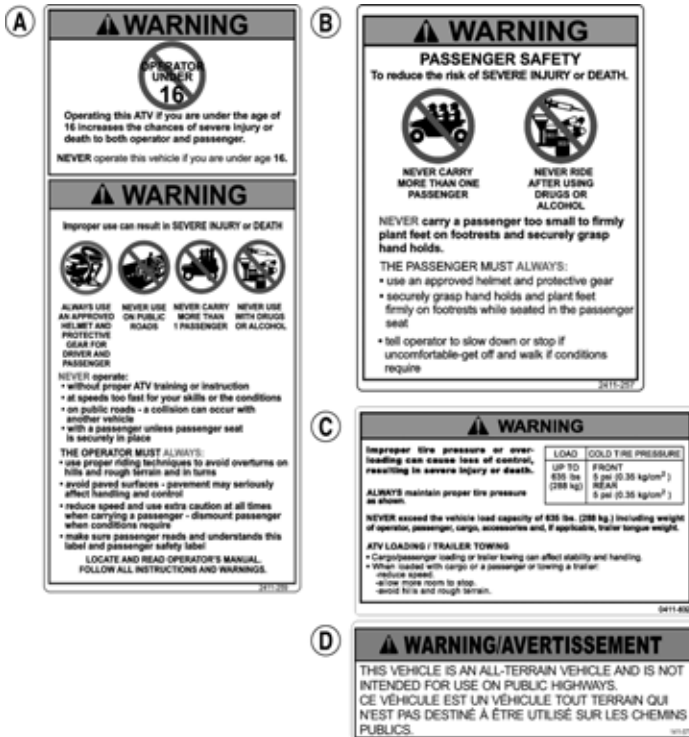 A
WARNING
OPERATOR
UNDER
16
Operating this ATV if you are under the age of
16 increases the chances of severe injury or
death to both operator and passenger.
NEVER operate this vehicle if you are under age 16.
WARNING
Improper use can result in SEVERE INJURY or DEATH
ALWAYS USE
AN APPROVED
HELMET AND
PROTECTIVE
GEAR FOR
DRIVER AND
PASSENGER
NEVER USE
ON PUBLIC
ROADS
NEVER CARRY
MORE THAN
1 PASSENGER
NEVER USE
WITH DRUGS
OR ALCOHOL
NEVER operate:
• without proper ATV training or instruction
• at speeds too fast for your skills or the conditions
• on public roads - a collision can occur with
another vehicle
• with a passenger unless passenger seat
is securely in place
THE OPERATOR MUST ALWAYS:
• use proper riding techniques to avoid overturns on
hills and rough terrain and in turns
• avoid paved surfaces - pavement may seriously
affect handling and control
• reduce speed and use extra caution at all times
when carrying a passenger - dismount passenger
when conditions require
• make sure passenger reads and understands this
label and passenger safety label
LOCATE AND READ OPERATOR'S MANUAL.
FOLLOW ALL INSTRUCTIONS AND WARNINGS.
B
WARNING
PASSENGER SAFETY
To reduce the risk of SEVERE INJURY or DEATH.
NEVER CARRY
MORE THAN ONE
PASSENGER
NEVER RIDE
AFTER USING
DRUGS OR
ALCOHOL
NEVER carry a passenger too small to firmly
plant feet on footrests and securely grasp
hand holds.
THE PASSENGER MUST ALWAYS:
• use an approved helmet and protective gear
• securely grasp hand holds and plant feet
firmly on footrests while seated in the passenger
seat
• tell operator to slow down or stop if
uncomfortable-get off and walk if conditions
require
2411-257
C
WARNING
Improper tire pressure or over-
loading can cause loss of control,
resulting in severe injury or death.
ALWAYS maintain proper tire pressure
as shown.
LOAD COLD TIRE PRESSURE
UP TO
635 lbs
(288 kg)
FRONT
5 psi (0.35 kg/cm²)
REAR
5 psi (0.35 kg/cm²)
NEVER exceed the vehicle load capacity of 635 lbs. (288 kg.) including weight
of operator, passenger, cargo, accessories and, if applicable, trailer tongue weight.
ATV LOADING / TRAILER TOWING
• Cargo/passenger loading or trailer towing can affect stability and handling.
• When loaded with cargo or a passenger or towing a trailer:
-reduce speed.
-allow more room to stop.
-avoid hills and rough terrain.
D
WARNING/AVERTISSEMENT
THIS VEHICLE IS AN ALL-TERRAIN VEHICLE AND IS NOT
INTENDED FOR USE ON PUBLIC HIGHWAYS.
CE VÉHICULE EST UN VÉHICULE TOUT TERRAIN QUI
N'EST PAS DESTINÉ À ÊTRE UTILISÉ SUR LES CHEMINS
PUBLICS.